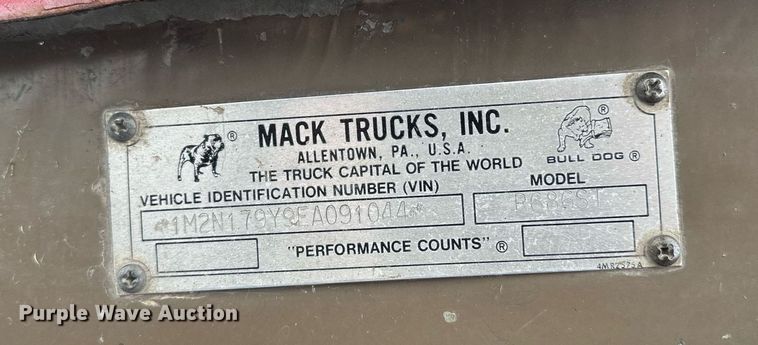 MACK TRUCKS, INC.
ALLENTOWN, PA., U.S.A.
THE TRUCK CAPITAL OF THE WORLD
BULL DOG ®
VEHICLE IDENTIFICATION NUMBER (VIN)
MODEL
*1M2N179Y9FA091044*
R686ST
"PERFORMANCE COUNTS" ®
Purple Wave Auction